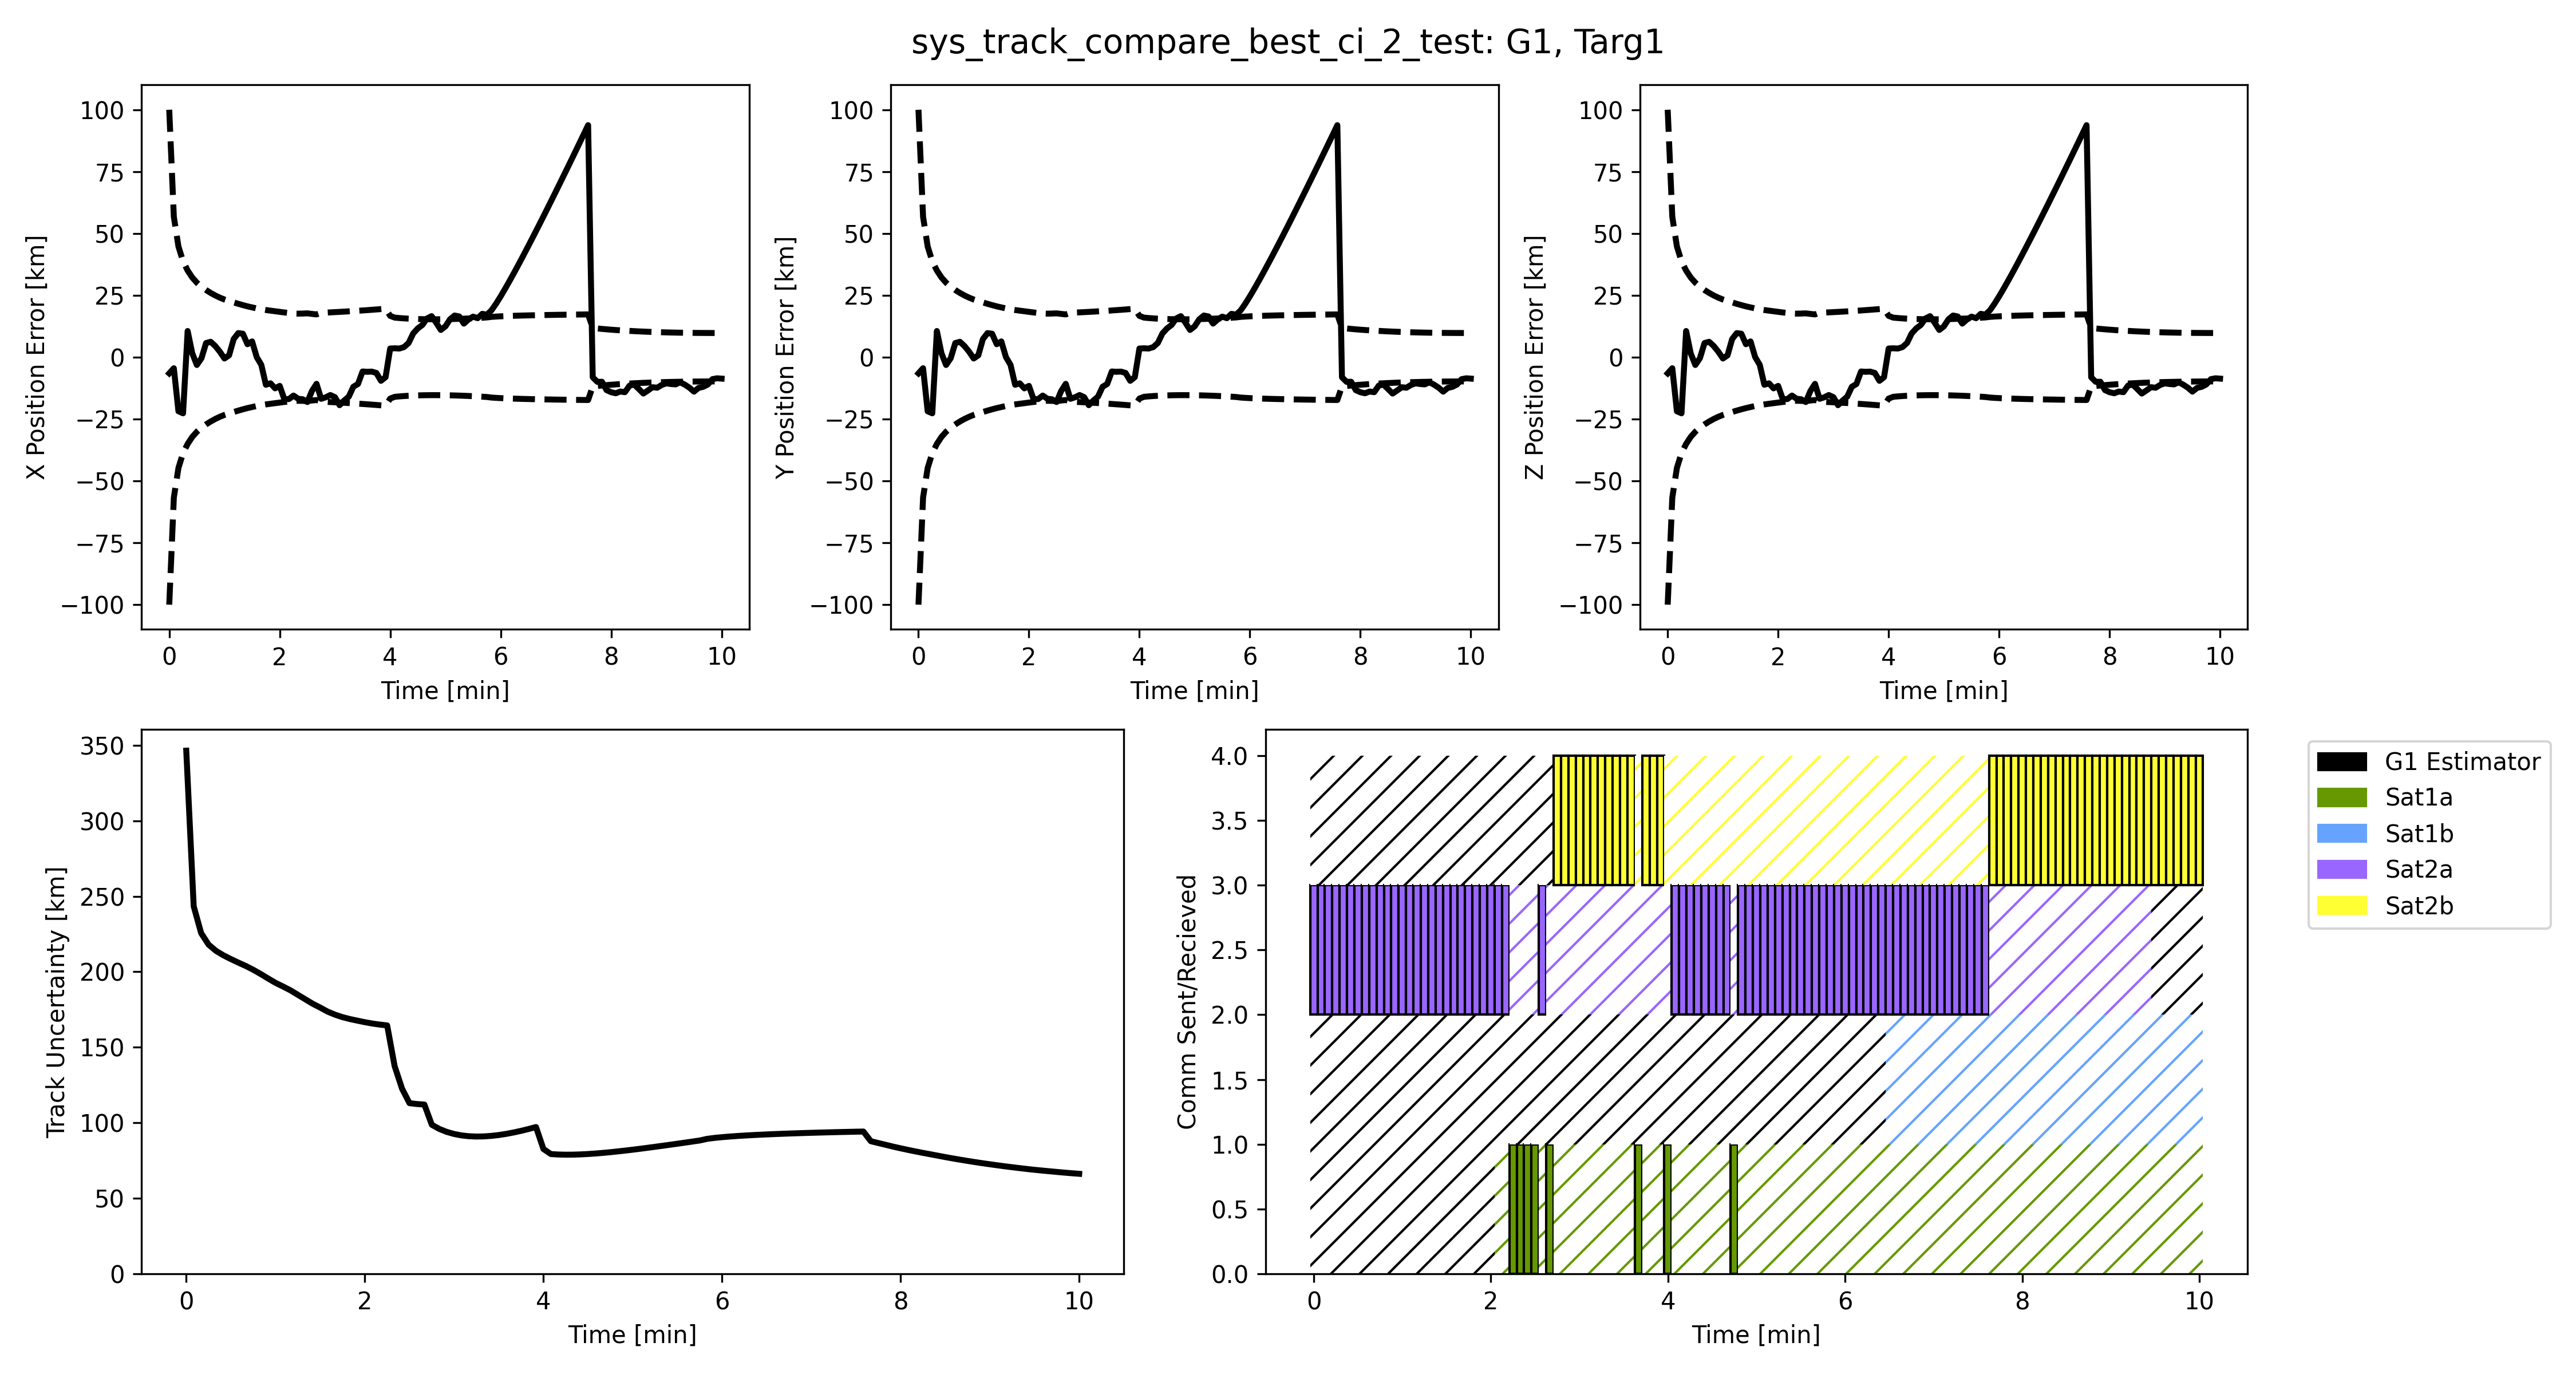 sys_track_compare_best_ci_2_test: G1, Targ1
X Position Error [km]
100
75
50
25
0
−25
−50
−75
−100
0 2 4 6 8 10
Time [min]
Y Position Error [km]
100
75
50
25
0
−25
−50
−75
−100
0 2 4 6 8 10
Time [min]
Z Position Error [km]
100
75
50
25
0
−25
−50
−75
−100
0 2 4 6 8 10
Time [min]
Track Uncertainty [km]
350
300
250
200
150
100
50
0
0 2 4 6 8 10
Time [min]
Comm Sent/Recieved
4.0
3.5
3.0
2.5
2.0
1.5
1.0
0.5
0.0
0 2 4 6 8 10
Time [min]
G1 Estimator
Sat1a
Sat1b
Sat2a
Sat2b